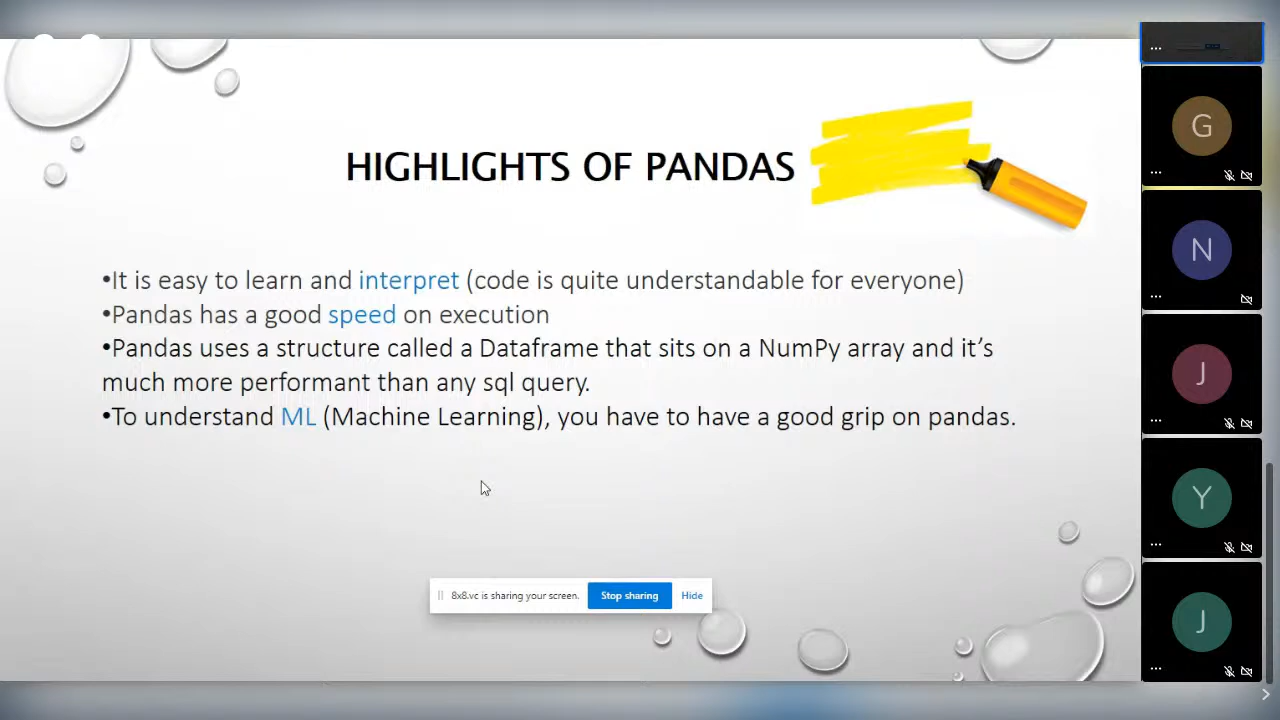 HIGHLIGHTS OF PANDAS
•It is easy to learn and interpret (code is quite understandable for everyone)
•Pandas has a good speed on execution
•Pandas uses a structure called a Dataframe that sits on a NumPy array and it’s
much more performant than any sql query.
•To understand ML (Machine Learning), you have to have a good grip on pandas.
8x8.vc is sharing your screen. Stop sharing Hide
G
N
J
Y
J